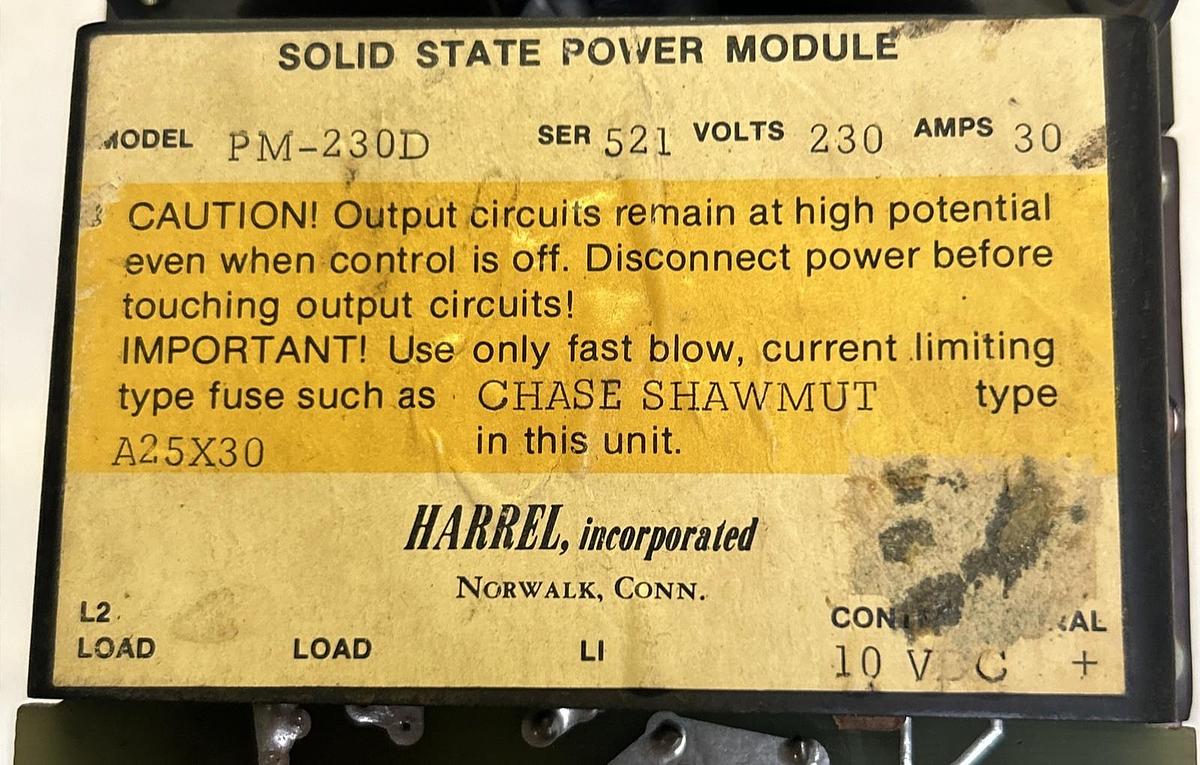 SOLID STATE POWER MODULE
MODEL PM-230D SER 521 VOLTS 230 AMPS 30
CAUTION! Output circuits remain at high potential
even when control is off. Disconnect power before
touching output circuits!
IMPORTANT! Use only fast blow, current limiting
type fuse such as CHASE SHAWMUT type
A25X30 in this unit.
HARREL, incorporated
NORWALK, CONN.
L2
LOAD LOAD LI
10 V C +